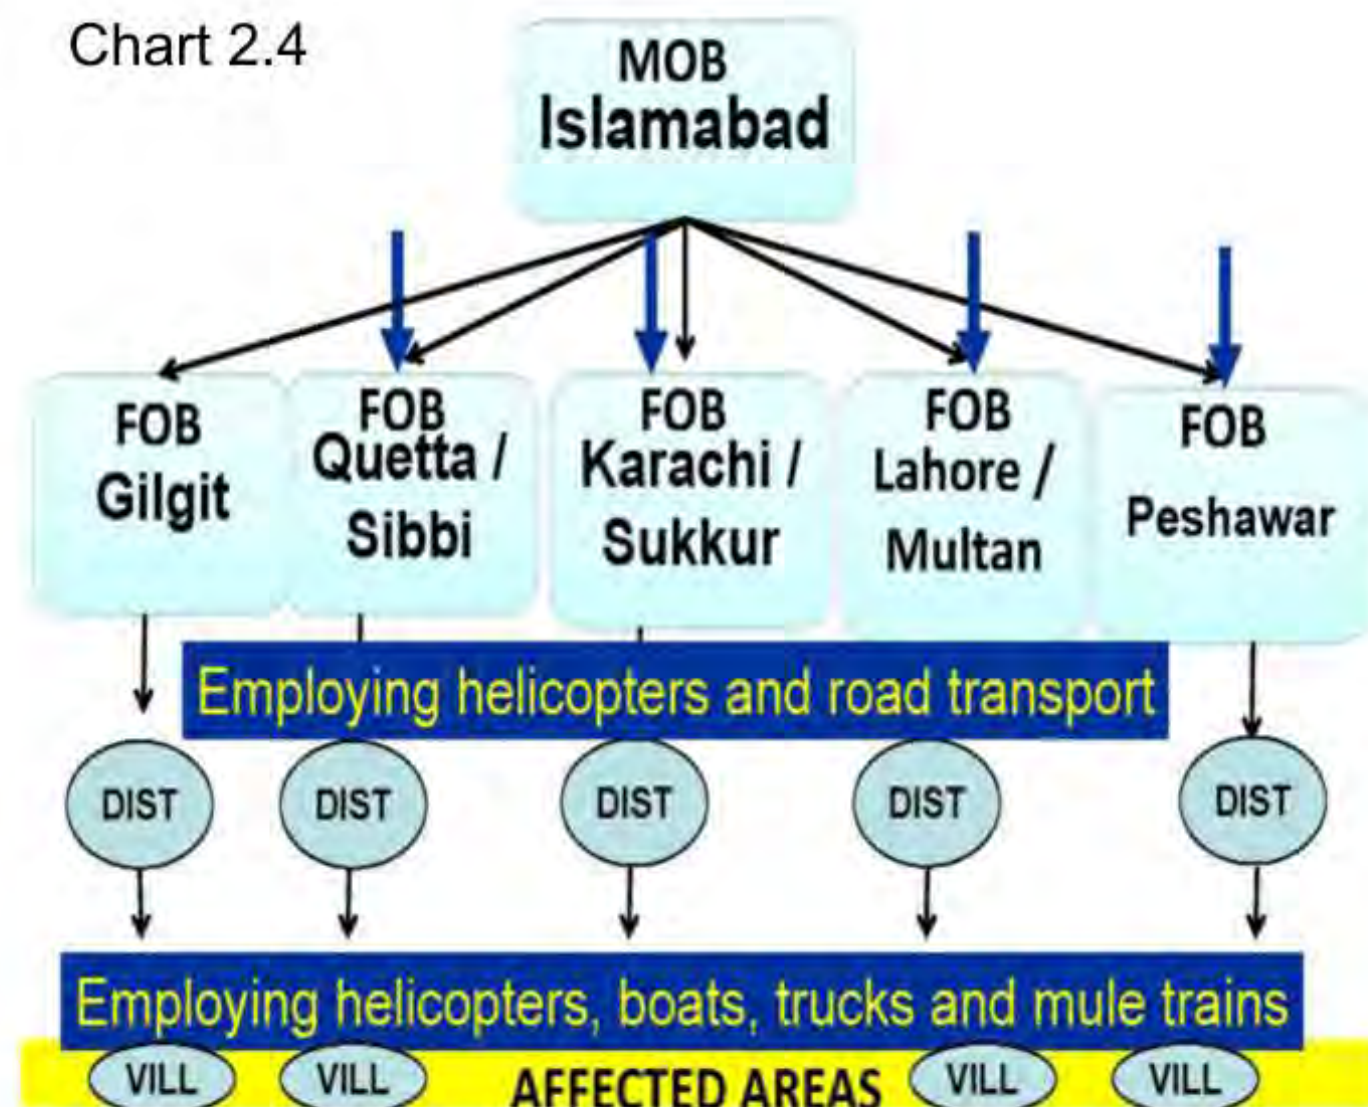 Chart 2.4
MOB
Islamabad
FOB
Gilgit
FOB
Quetta /
Sibbi
FOB
Karachi /
Sukkur
FOB
Lahore /
Multan
FOB
Peshawar
Employing helicopters and road transport
DIST
DIST
DIST
DIST
DIST
Employing helicopters, boats, trucks and mule trains
VILL
VILL
AFFECTED AREAS
VILL
VILL